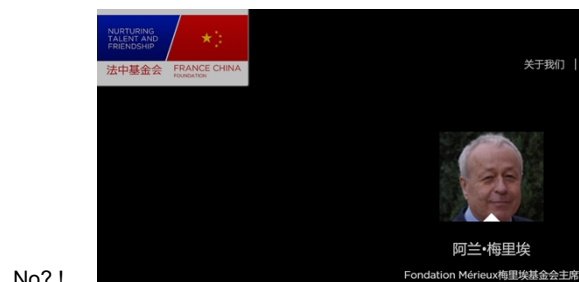 NURTURING
TALENT AND
FRIENDSHIP
法中基金会 FRANCE CHINA
FOUNDATION
关于我们 |
阿兰•梅里埃
Fondation Mérieux梅里埃基金会主席
No? !